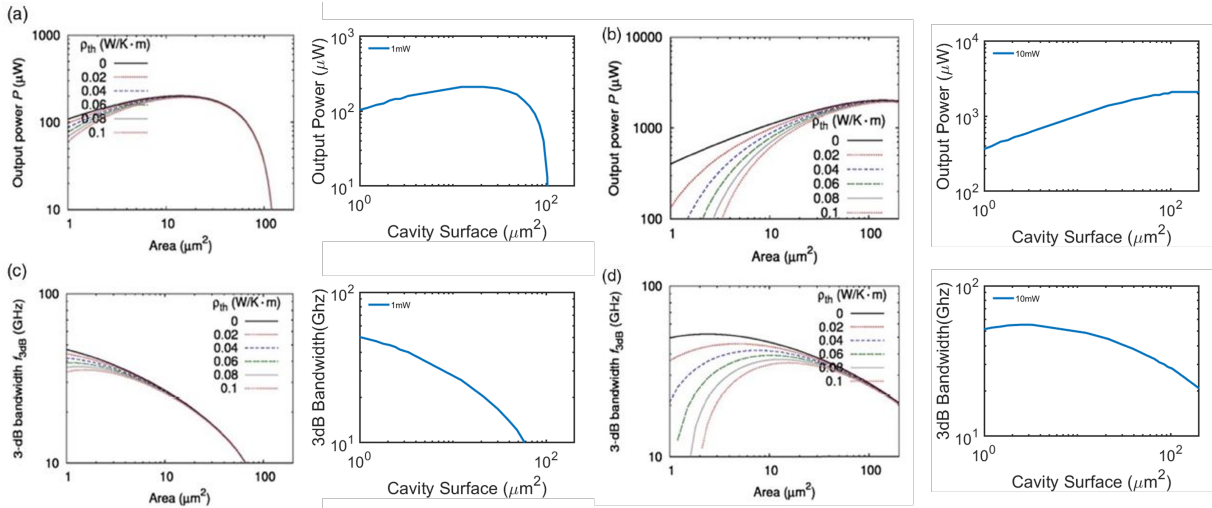 (a)
ρth (W/K·m)
0
0.02
0.04
0.06
0.08
0.1
1000
100
10
1
10
100
Output power P (μW)
Area (μm²)
1mW
10³
10²
10¹
10⁰
10²
Output Power (μW)
Cavity Surface (μm²)
(b)
ρth (W/K·m)
0
0.02
0.04
0.06
0.08
0.1
10000
1000
100
1
10
100
Output power P (μW)
Area (μm²)
10mW
10⁴
10³
10²
10⁰
10²
Output Power (μW)
Cavity Surface (μm²)
(c)
ρth (W/K·m)
0
0.02
0.04
0.06
0.08
0.1
100
10
1
10
100
3-dB bandwidth f3dB (GHz)
Area (μm²)
1mW
10²
10¹
10⁰
10²
3dB Bandwidth(Ghz)
Cavity Surface (μm²)
(d)
ρth (W/K·m)
0
0.02
0.04
0.06
0.08
0.1
100
10
1
10
100
3-dB bandwidth f3dB (GHz)
Area (μm²)
10mW
10²
10¹
10⁰
10²
3dB Bandwidth(Ghz)
Cavity Surface (μm²)